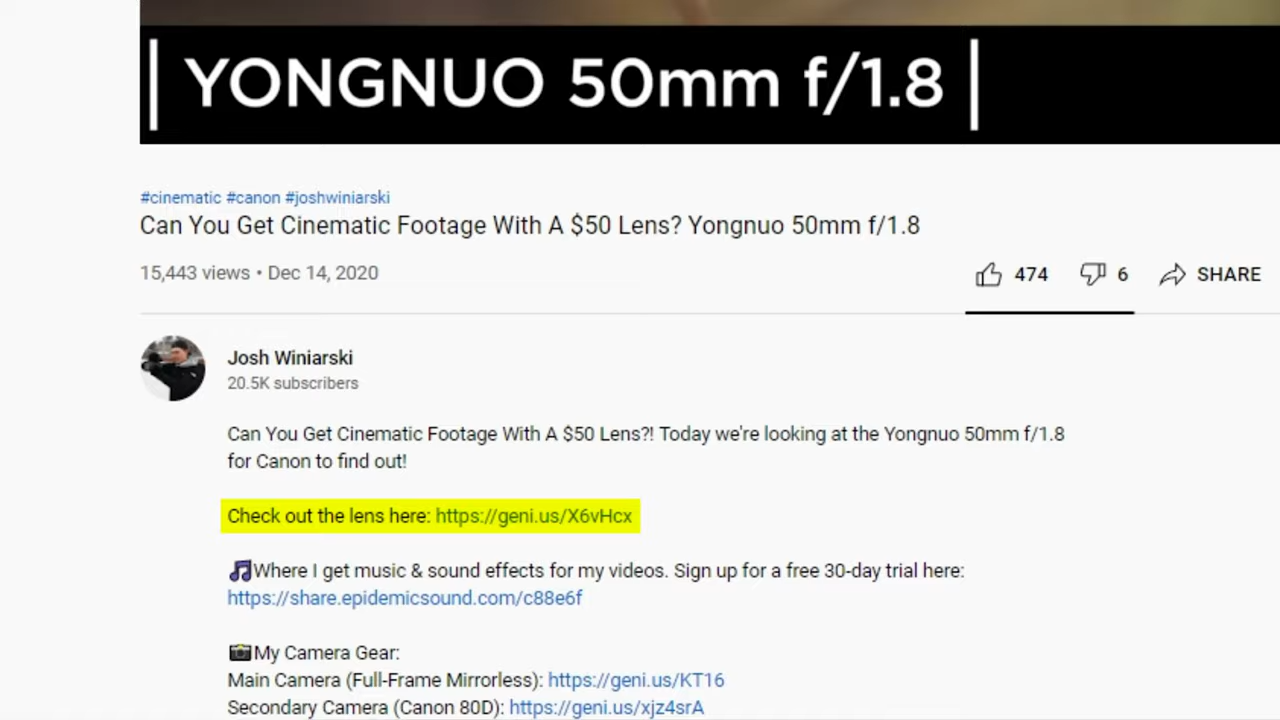 | YONGNUO 50mm f/1.8 |
#cinematic #canon #joshwiniarski
Can You Get Cinematic Footage With A $50 Lens? Yongnuo 50mm f/1.8
15,443 views • Dec 14, 2020
474 6 SHARE
Josh Winiarski
20.5K subscribers
Can You Get Cinematic Footage With A $50 Lens?! Today we're looking at the Yongnuo 50mm f/1.8
for Canon to find out!
Check out the lens here: https://geni.us/X6vHcx
🎵Where I get music & sound effects for my videos. Sign up for a free 30-day trial here:
https://share.epidemicsound.com/c88e6f
📸My Camera Gear:
Main Camera (Full-Frame Mirrorless): https://geni.us/KT16
Secondary Camera (Canon 80D): https://geni.us/xjz4srA